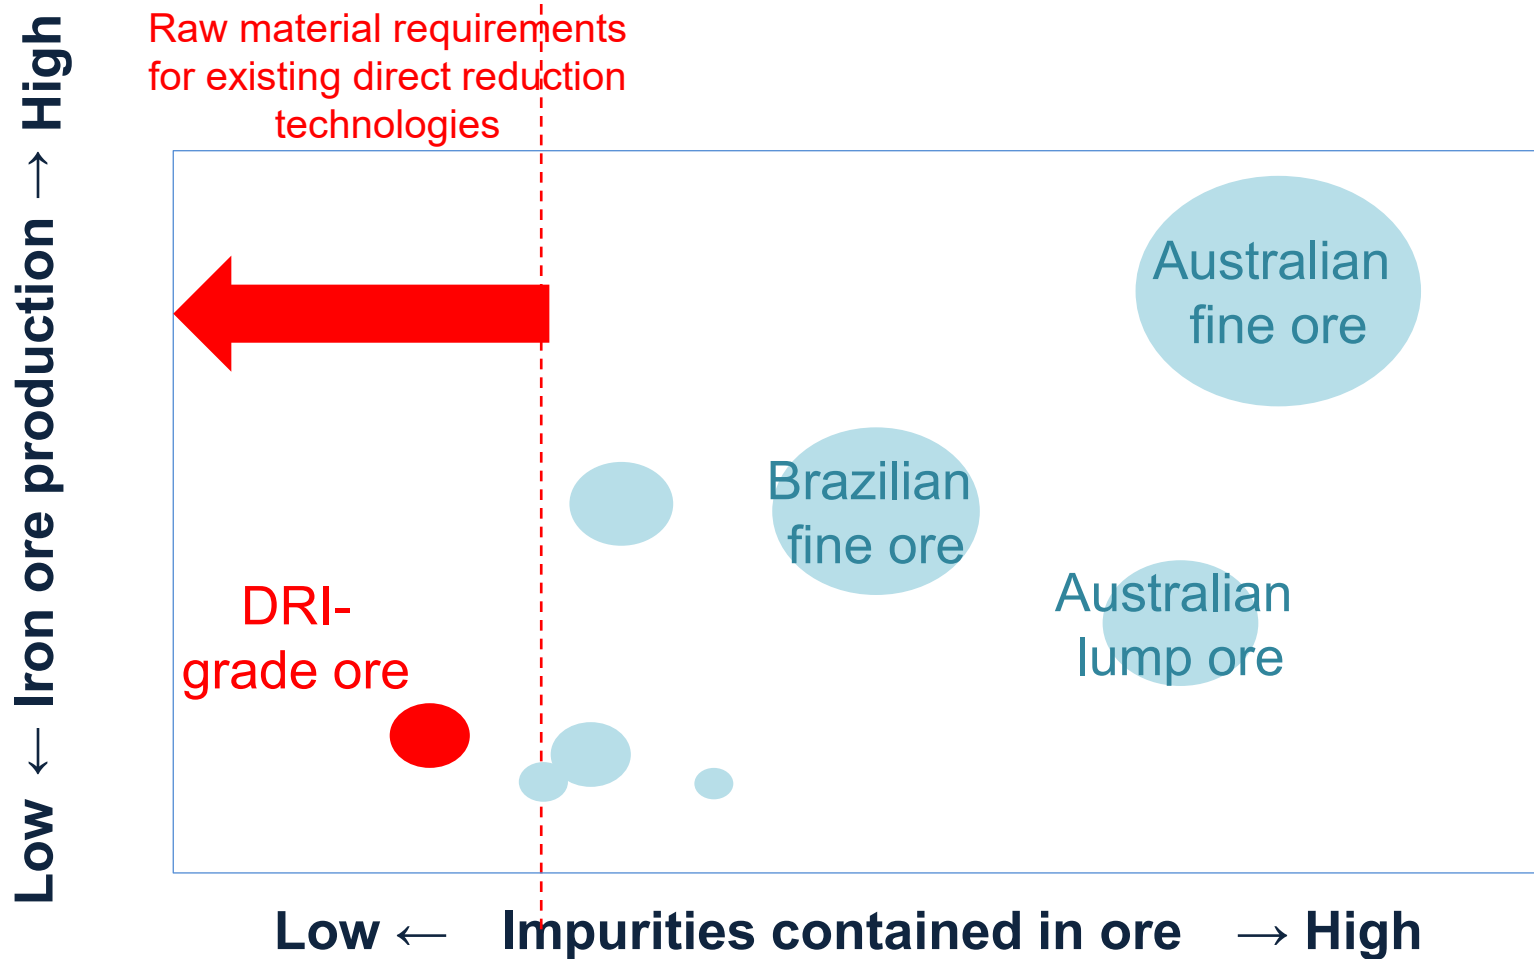 Raw material requirements
for existing direct reduction
technologies
Low ← Iron ore production → High
Australian
fine ore
Brazilian
fine ore
Australian
lump ore
DRI-
grade ore
Low ← Impurities contained in ore → High